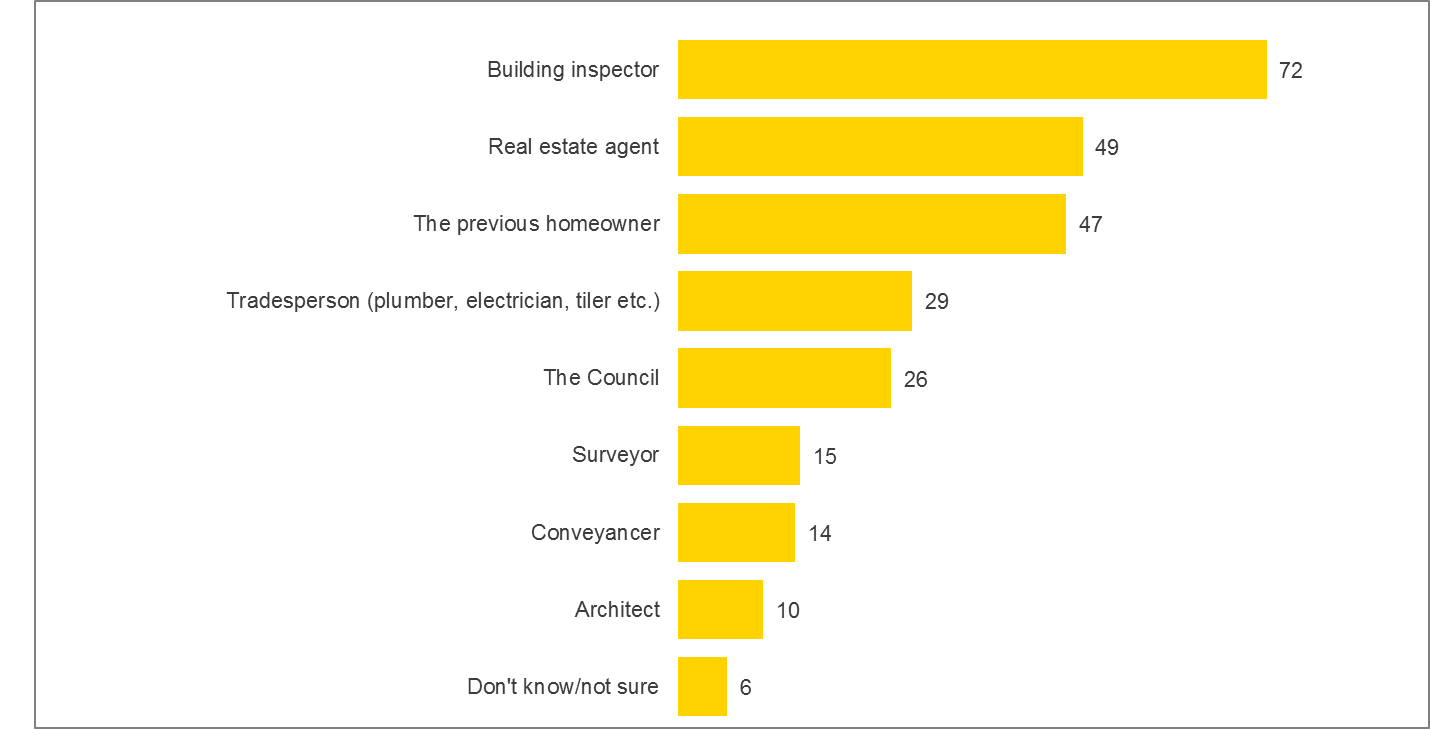 Building inspector 72
Real estate agent 49
The previous homeowner 47
Tradesperson (plumber, electrician, tiler etc.) 29
The Council 26
Surveyor 15
Conveyancer 14
Architect 10
Don't know/not sure 6